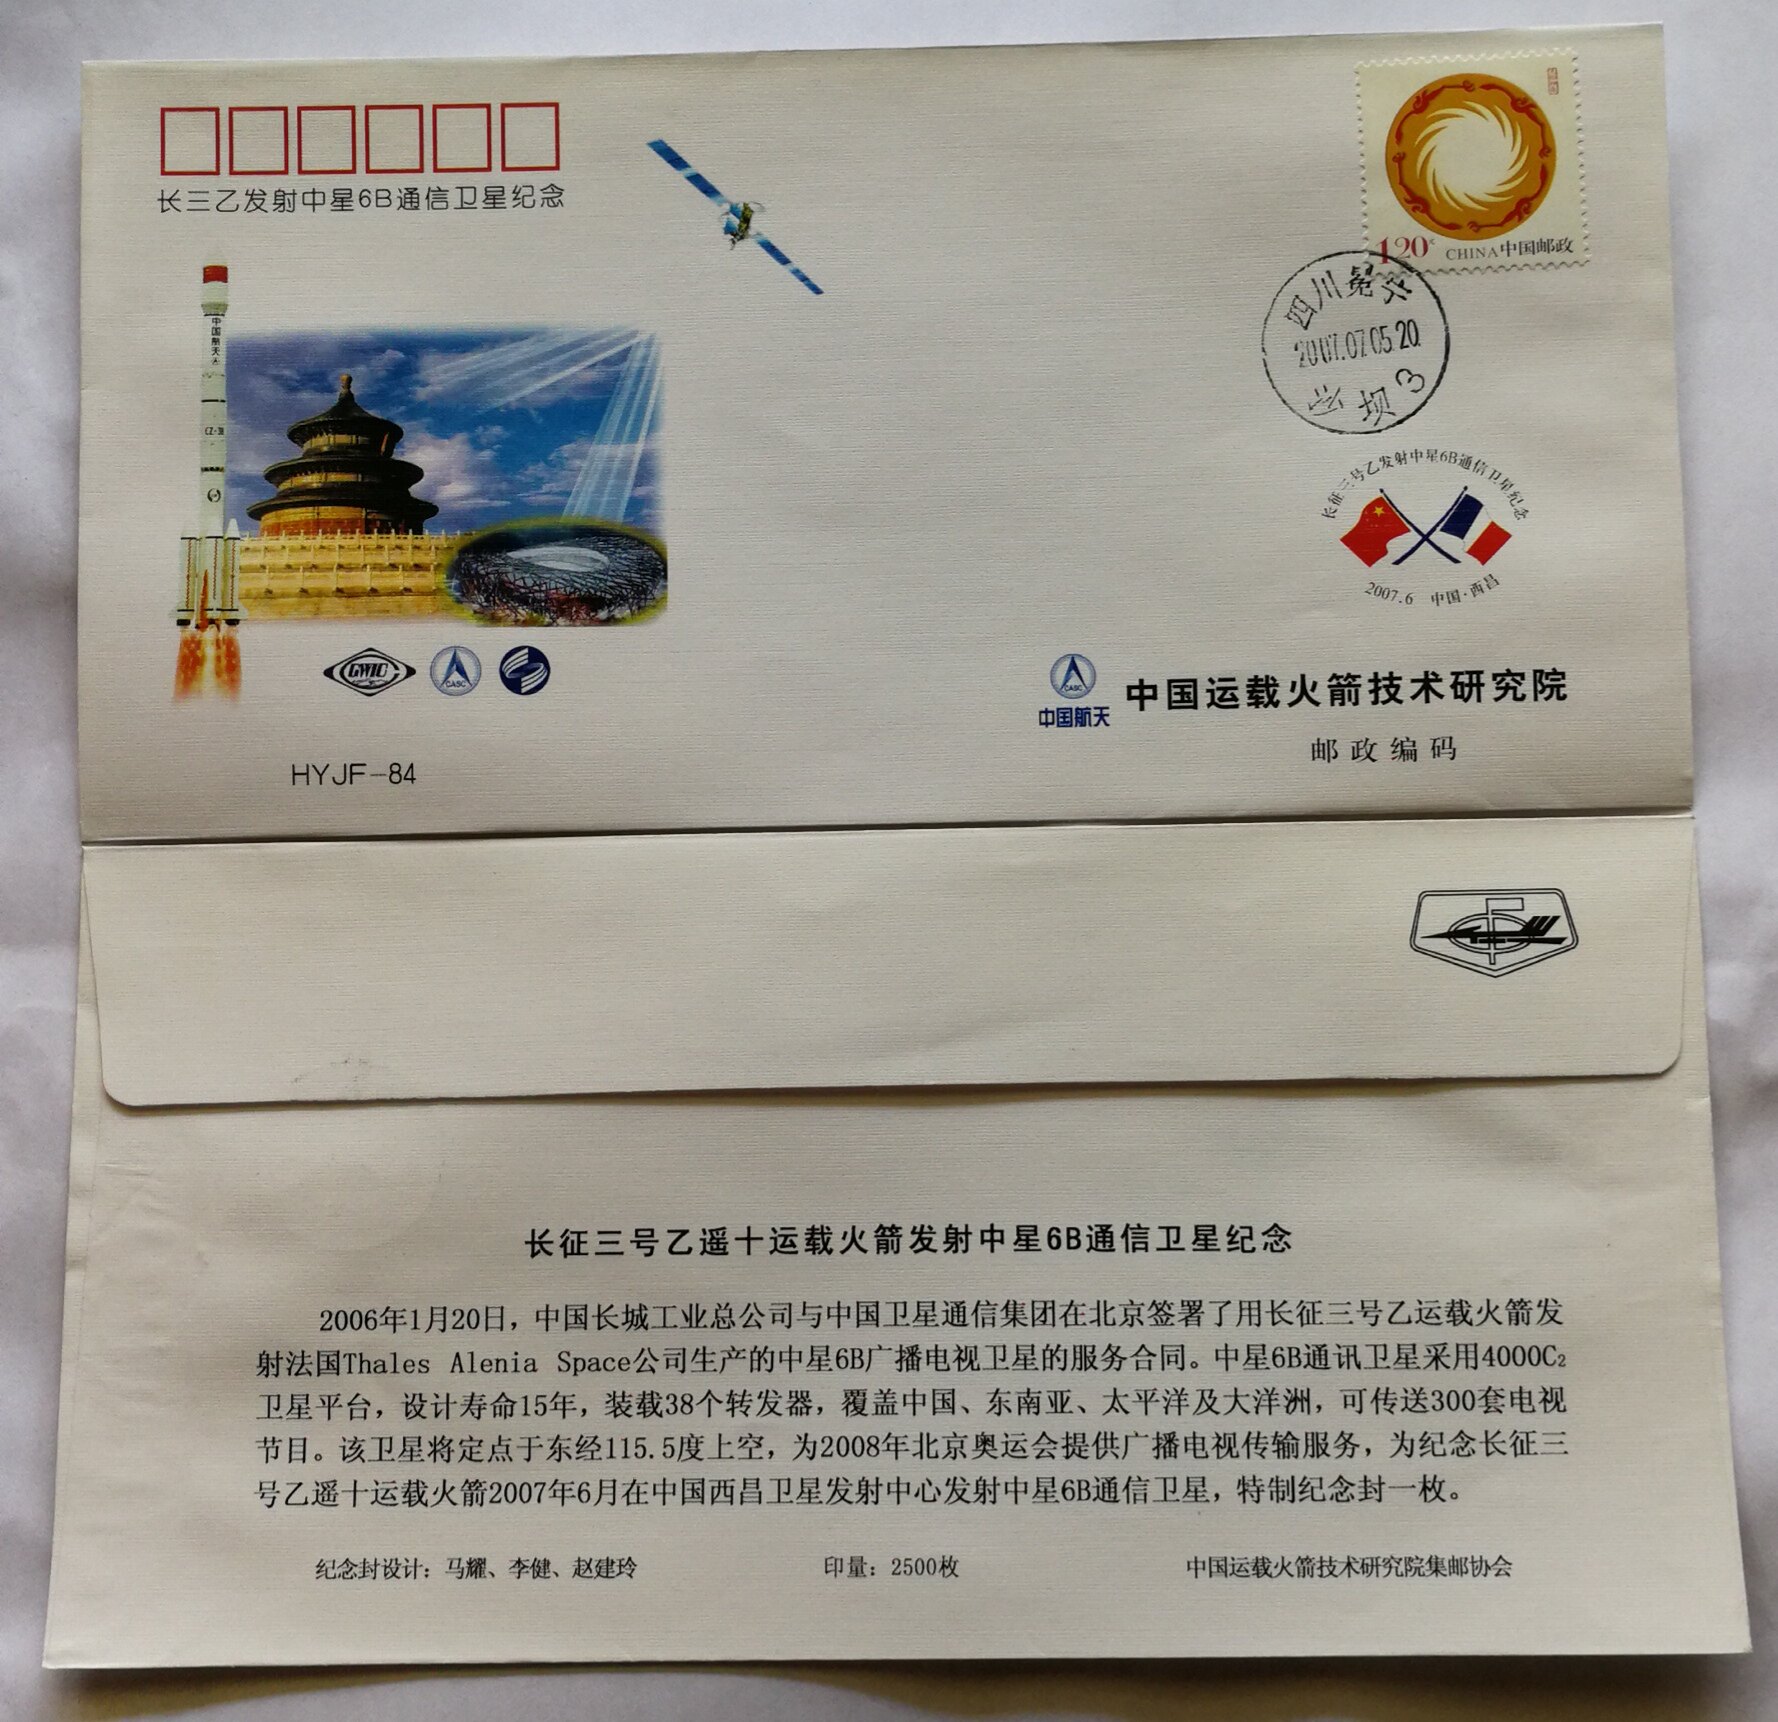 长三乙发射中星6B通信卫星纪念
中国航天
CZ-3B
GWIC
CASC
HYJF-84
120
CHINA中国邮政
四川冕宁
2007.07.05.20
坛坝3
长征三号乙发射中星6B通信卫星纪念
2007.6 中国·西昌
CASC
中国航天
中国运载火箭技术研究院
邮政编码
长征三号乙遥十运载火箭发射中星6B通信卫星纪念
2006年1月20日，中国长城工业总公司与中国卫星通信集团在北京签署了用长征三号乙运载火箭发
射法国Thales Alenia Space公司生产的中星6B广播电视卫星的服务合同。中星6B通讯卫星采用4000C₂
卫星平台，设计寿命15年，装载38个转发器，覆盖中国、东南亚、太平洋及大洋洲，可传送300套电视
节目。该卫星将定点于东经115.5度上空，为2008年北京奥运会提供广播电视传输服务，为纪念长征三
号乙遥十运载火箭2007年6月在中国西昌卫星发射中心发射中星6B通信卫星，特制纪念封一枚。
纪念封设计：马耀、李健、赵建玲
印量：2500枚
中国运载火箭技术研究院集邮协会